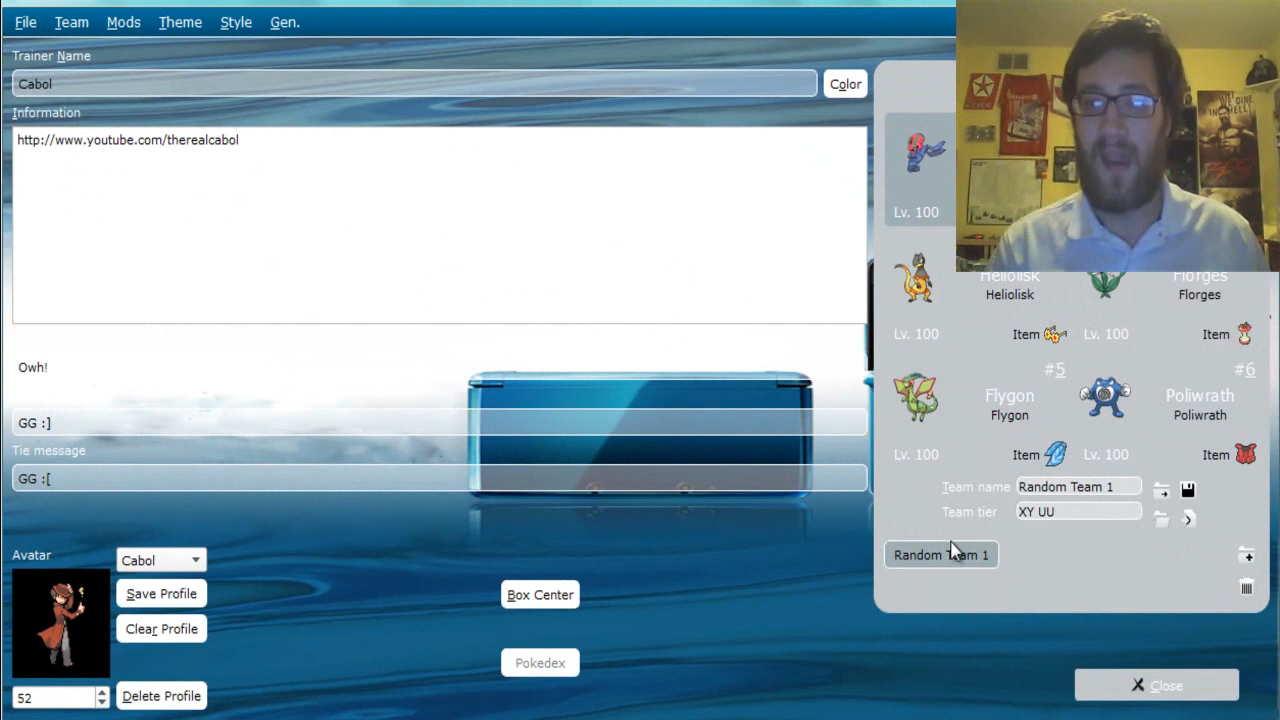 File Team Mods Theme Style Gen.
Trainer Name
Cabol
Color
Information
http://www.youtube.com/therealcabol
Owh!
GG :]
Tie message
GG :[
Avatar
Cabol
Save Profile
Clear Profile
52
Delete Profile
Box Center
Pokedex
Lv. 100
Heliolisk
Heliolisk
Lv. 100
Item
Florges
Florges
Lv. 100
Item
#5
Flygon
Flygon
Lv. 100
Item
#6
Poliwrath
Poliwrath
Lv. 100
Item
Team name Random Team 1
Team tier XY UU
Random Team 1
Close